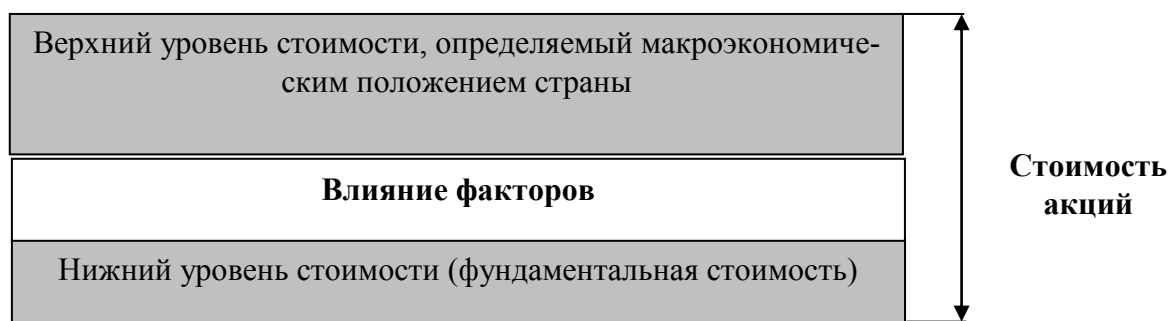 Верхний уровень стоимости, определяемый макроэкономиче-
ским положением страны
Влияние факторов
Нижний уровень стоимости (фундаментальная стоимость)
Стоимость
акций